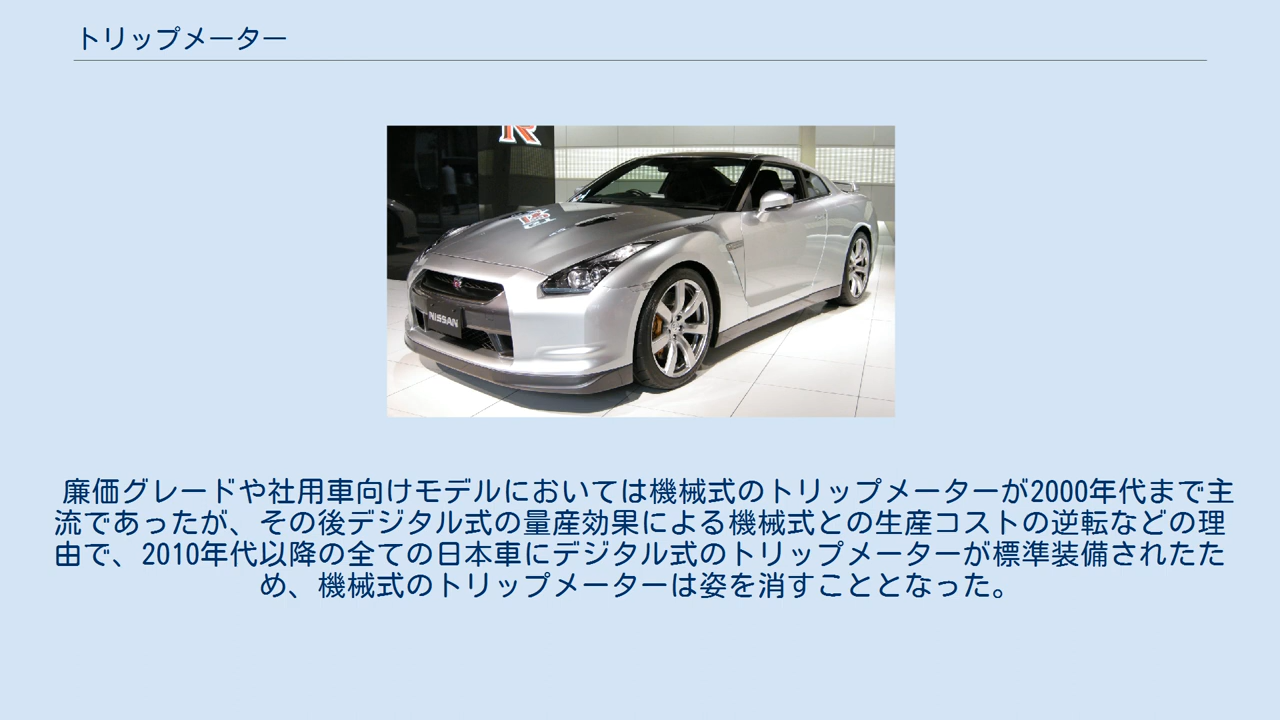 トリップメーター
R
NISSAN
廉価グレードや社用車向けモデルにおいては機械式のトリップメーターが2000年代まで主
流であったが、その後デジタル式の量産効果による機械式との生産コストの逆転などの理
由で、2010年代以降の全ての日本車にデジタル式のトリップメーターが標準装備されたた
め、機械式のトリップメーターは姿を消すこととなった。